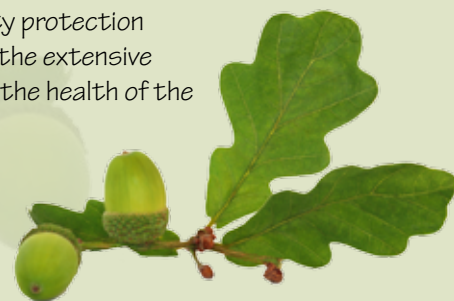 protection
the extensive
the health of the